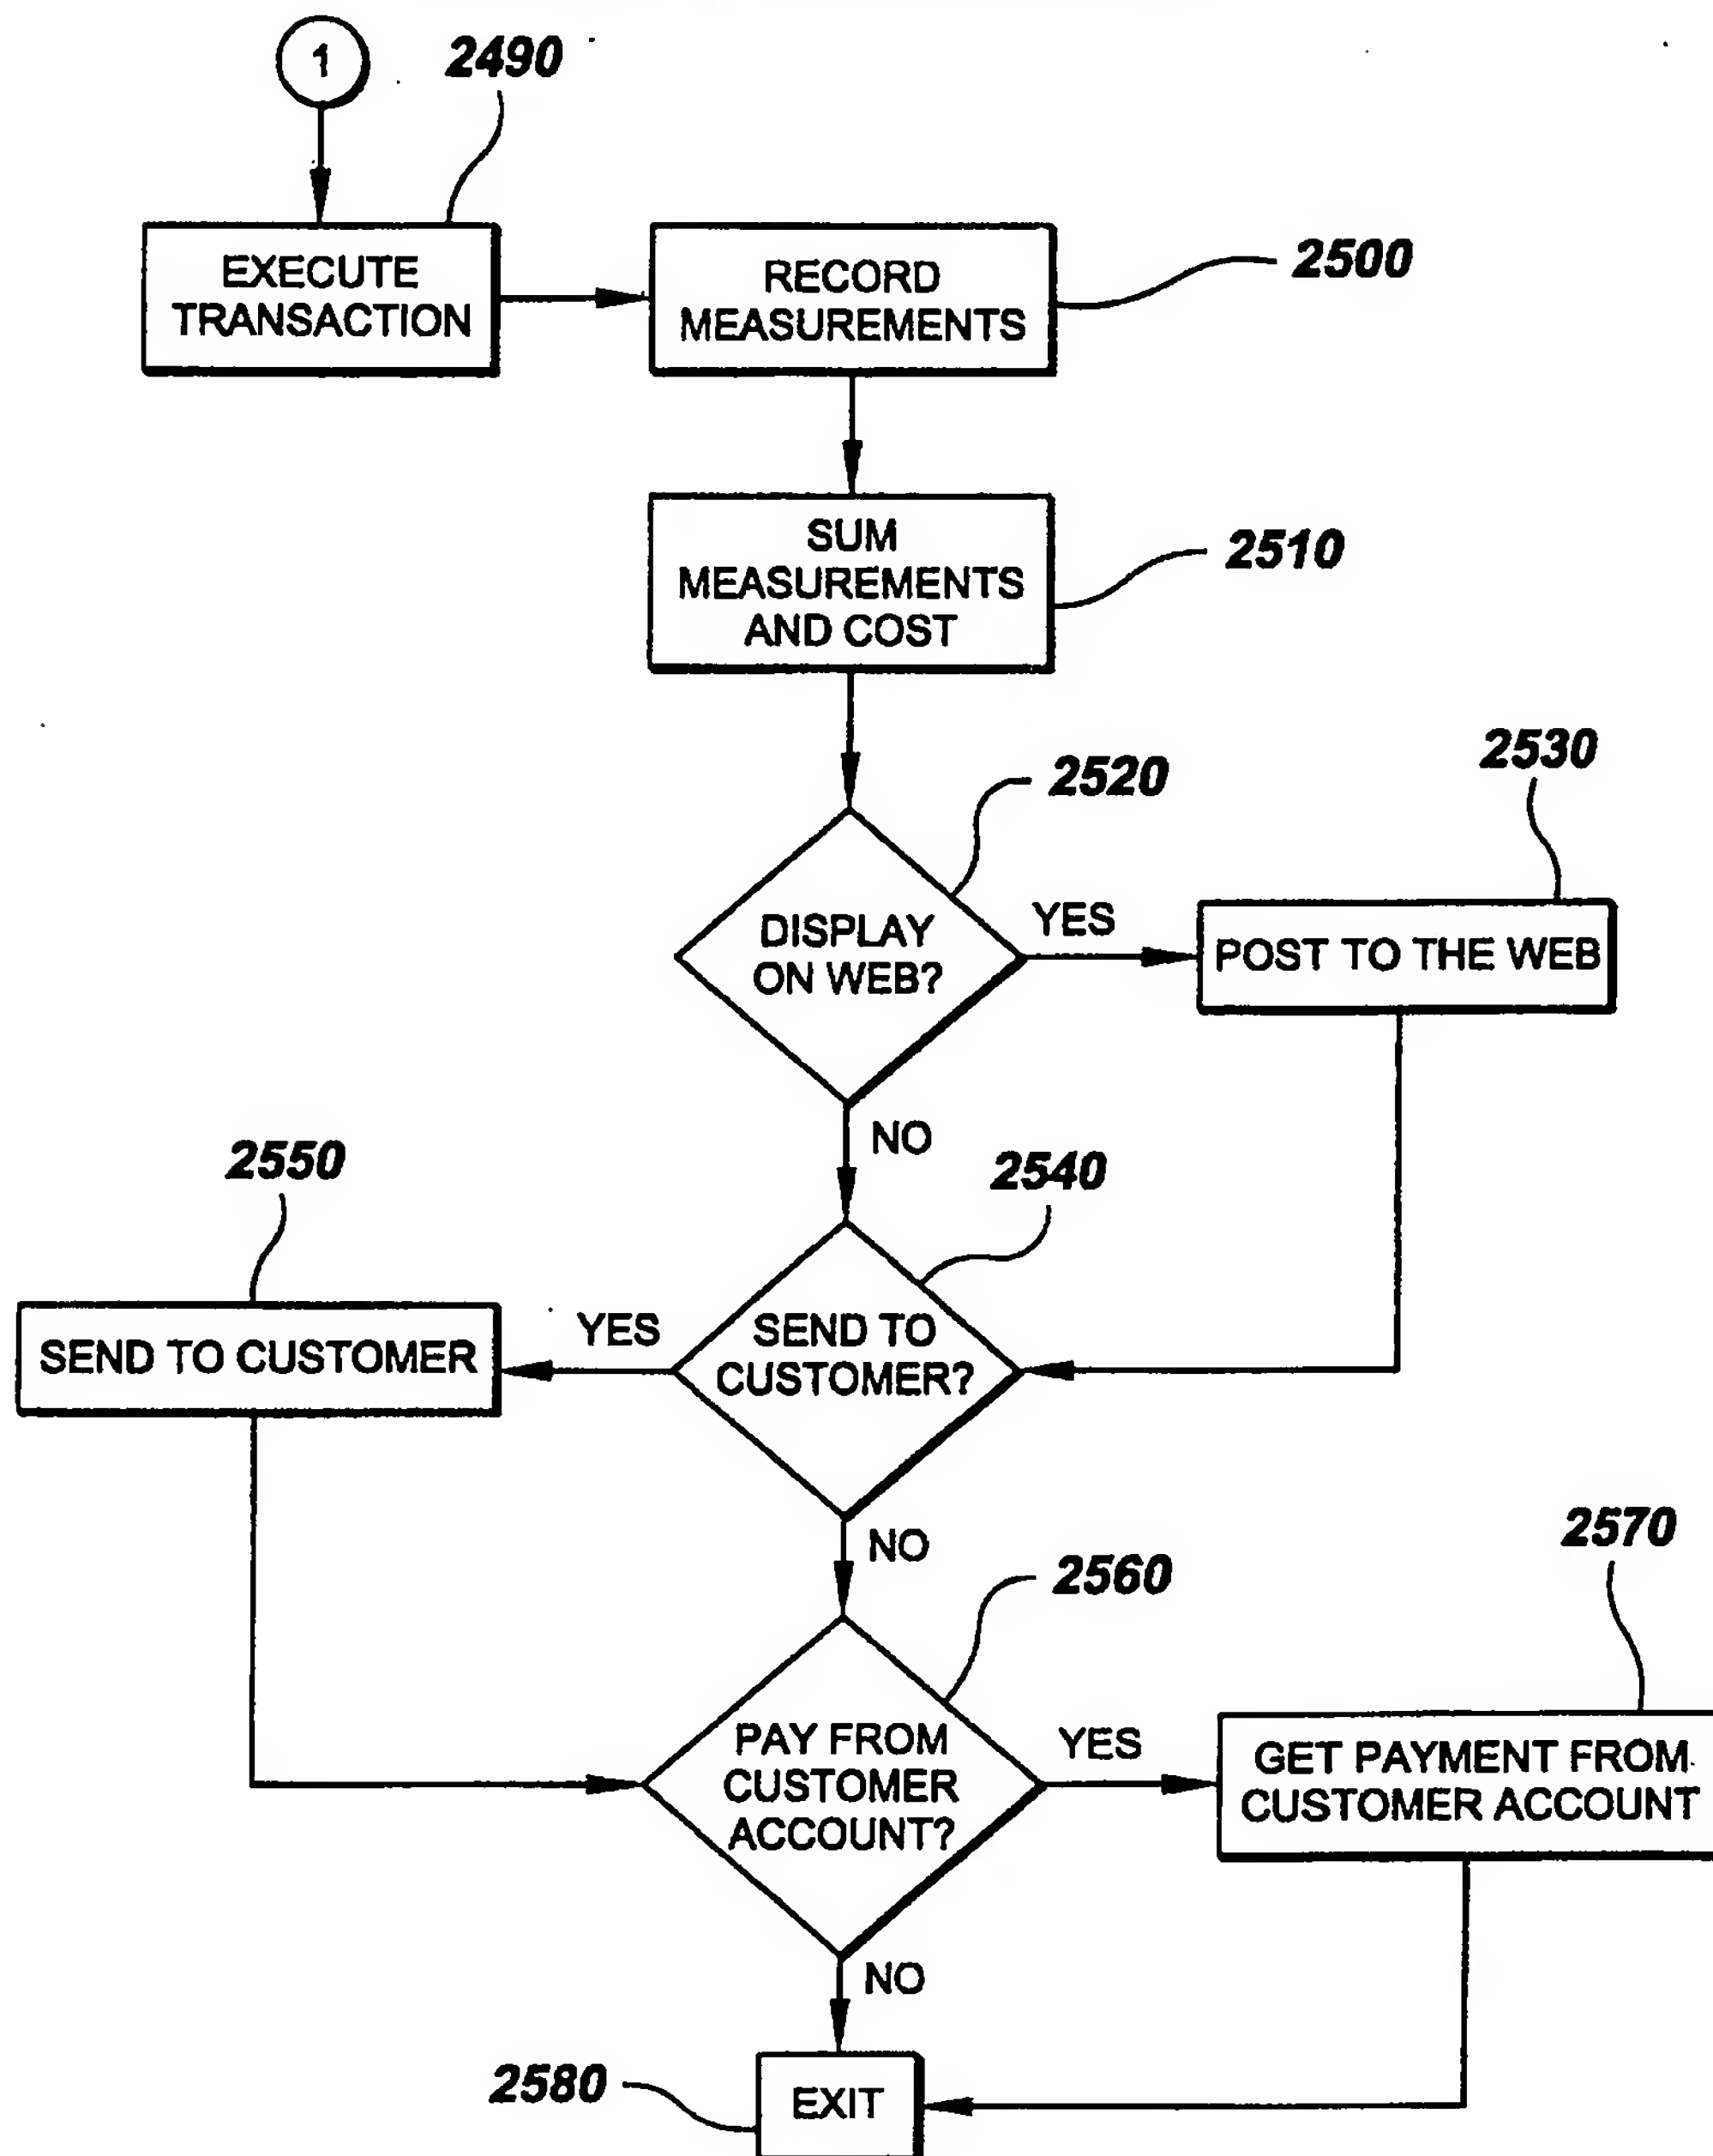 1
2490
EXECUTE
TRANSACTION
RECORD
MEASUREMENTS
2500
SUM
MEASUREMENTS
AND COST
2510
2520
2530
DISPLAY
ON WEB?
YES
POST TO THE WEB
NO
2550
2540
SEND TO CUSTOMER
YES
SEND TO
CUSTOMER?
NO
2560
2570
PAY FROM
CUSTOMER
ACCOUNT?
YES
GET PAYMENT FROM
CUSTOMER ACCOUNT
NO
2580
EXIT